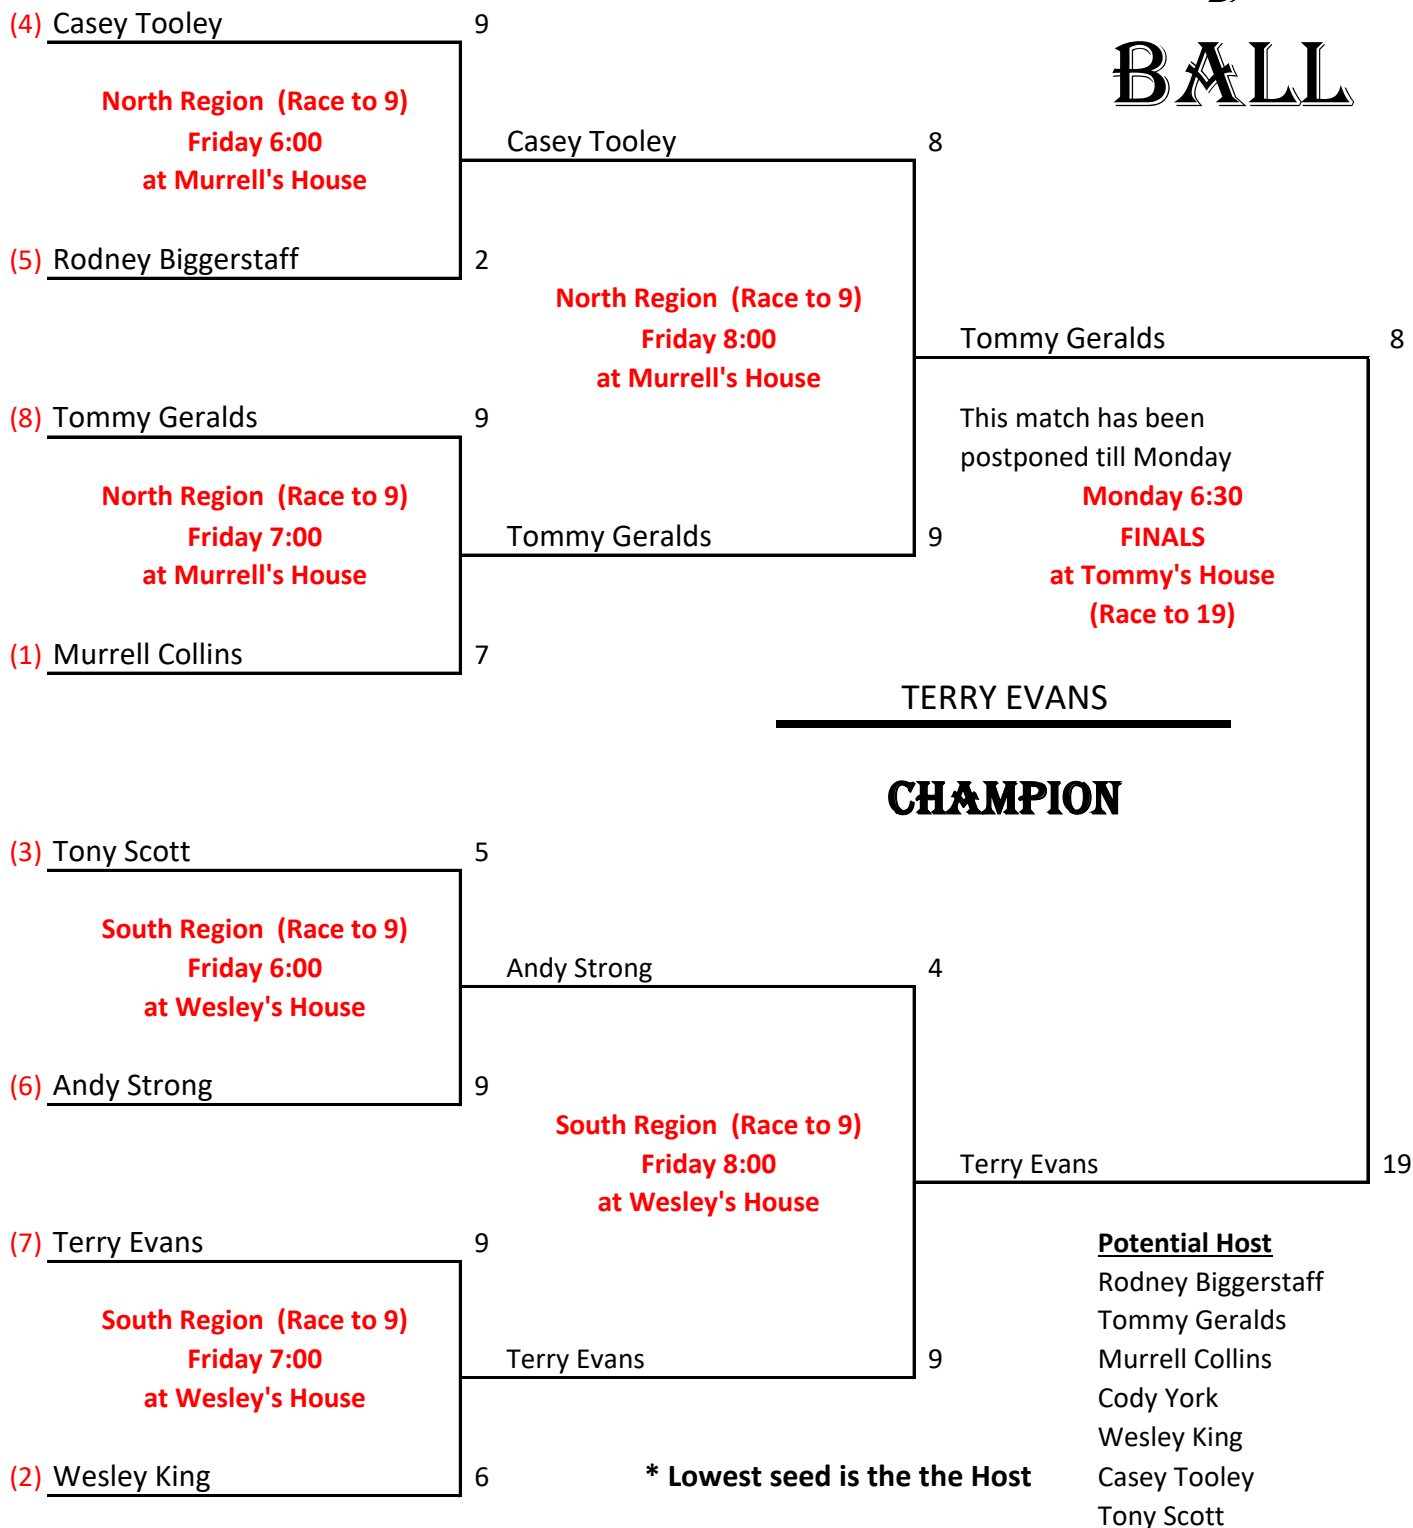 (4) Casey Tooley 9
BALL
North Region (Race to 9)
Friday 6:00
Casey Tooley 8
at Murrell's House
(5) Rodney Biggerstaff 2
North Region (Race to 9)
Friday 8:00
Tommy Geralds 8
at Murrell's House
(8) Tommy Geralds 9
This match has been
postponed till Monday
North Region (Race to 9)
Monday 6:30
Friday 7:00
Tommy Geralds 9
FINALS
at Murrell's House
at Tommy's House
(Race to 19)
(1) Murrell Collins 7
TERRY EVANS
CHAMPION
(3) Tony Scott 5
South Region (Race to 9)
Friday 6:00
Andy Strong 4
at Wesley's House
(6) Andy Strong 9
South Region (Race to 9)
Friday 8:00
Terry Evans 19
at Wesley's House
(7) Terry Evans 9
Potential Host
Rodney Biggerstaff
South Region (Race to 9)
Tommy Geralds
Friday 7:00
Terry Evans 9
Murrell Collins
at Wesley's House
Cody York
Wesley King
(2) Wesley King 6
* Lowest seed is the the Host
Casey Tooley
Tony Scott